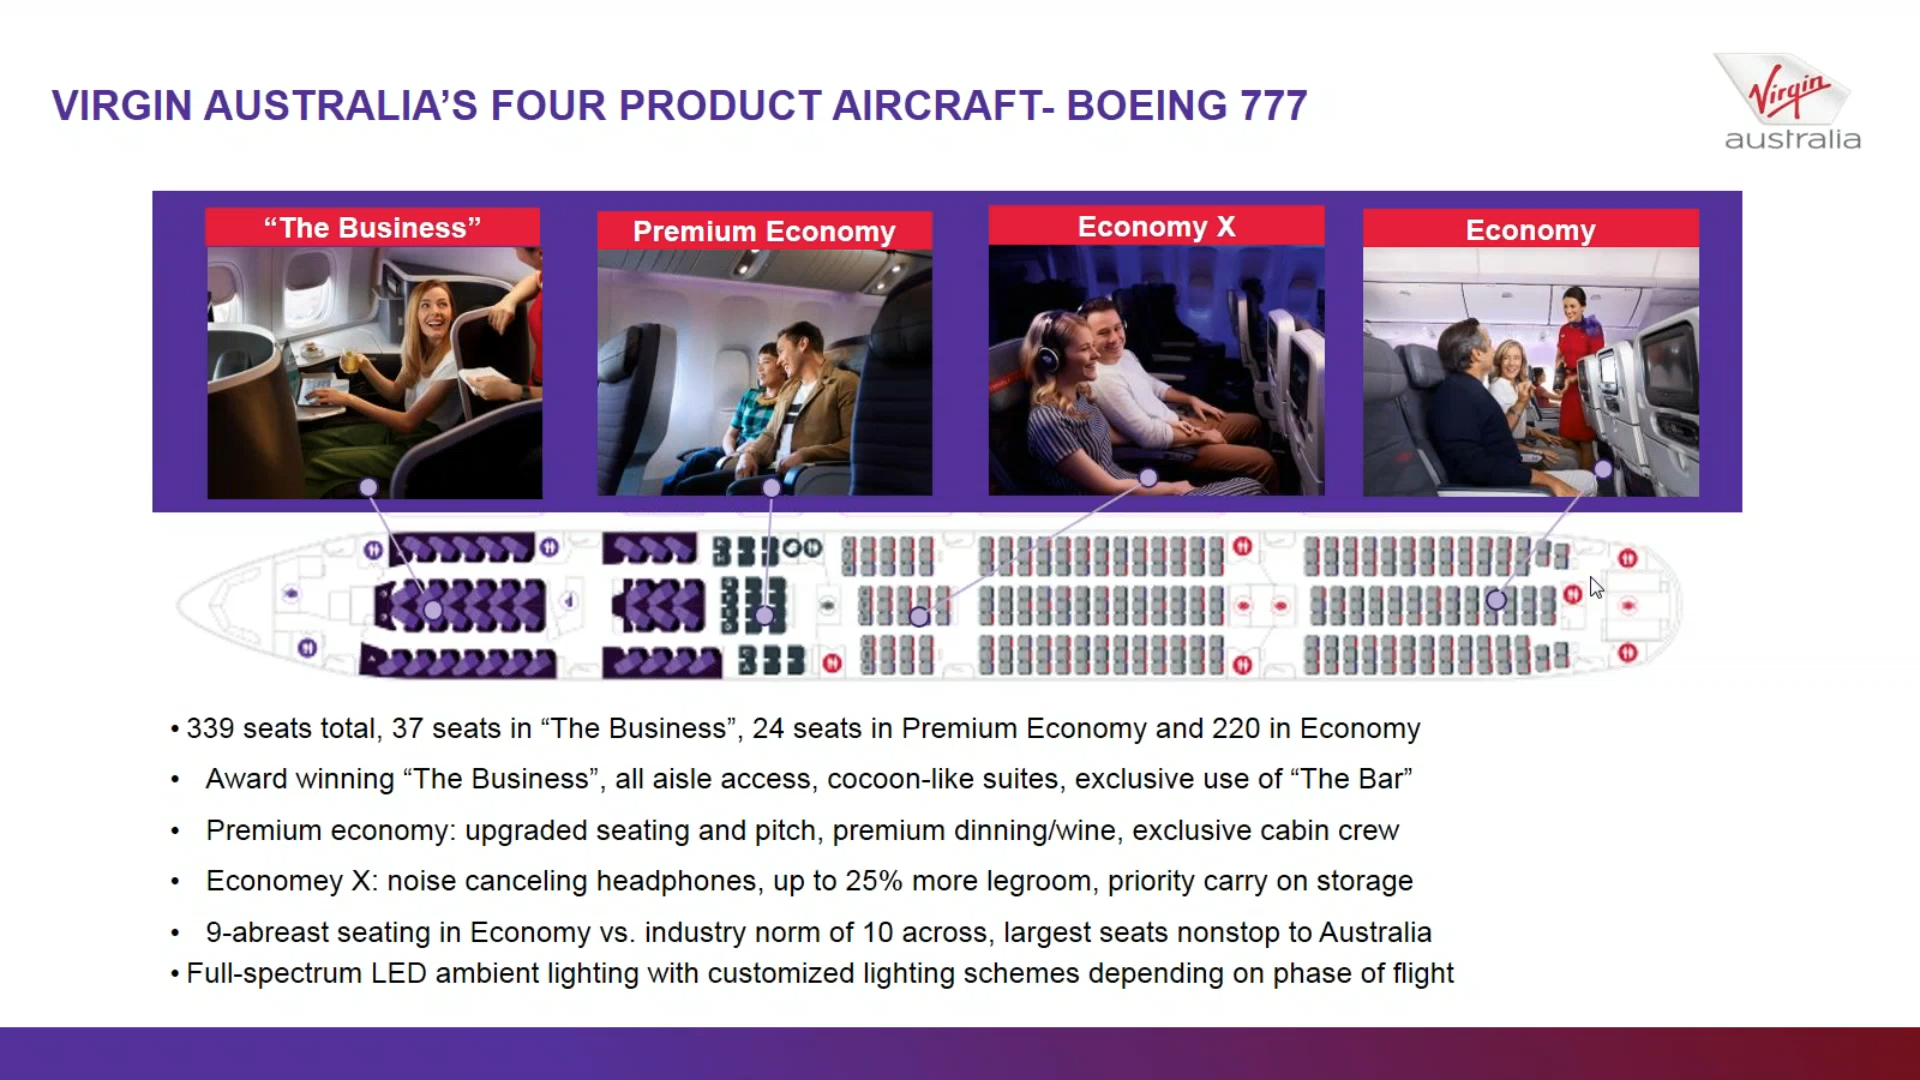 VIRGIN AUSTRALIA’S FOUR PRODUCT AIRCRAFT- BOEING 777
Virgin
australia
“The Business”
Premium Economy
Economy X
Economy
• 339 seats total, 37 seats in “The Business”, 24 seats in Premium Economy and 220 in Economy
• Award winning “The Business”, all aisle access, cocoon-like suites, exclusive use of “The Bar”
• Premium economy: upgraded seating and pitch, premium dinning/wine, exclusive cabin crew
• Economey X: noise canceling headphones, up to 25% more legroom, priority carry on storage
• 9-abreast seating in Economy vs. industry norm of 10 across, largest seats nonstop to Australia
• Full-spectrum LED ambient lighting with customized lighting schemes depending on phase of flight